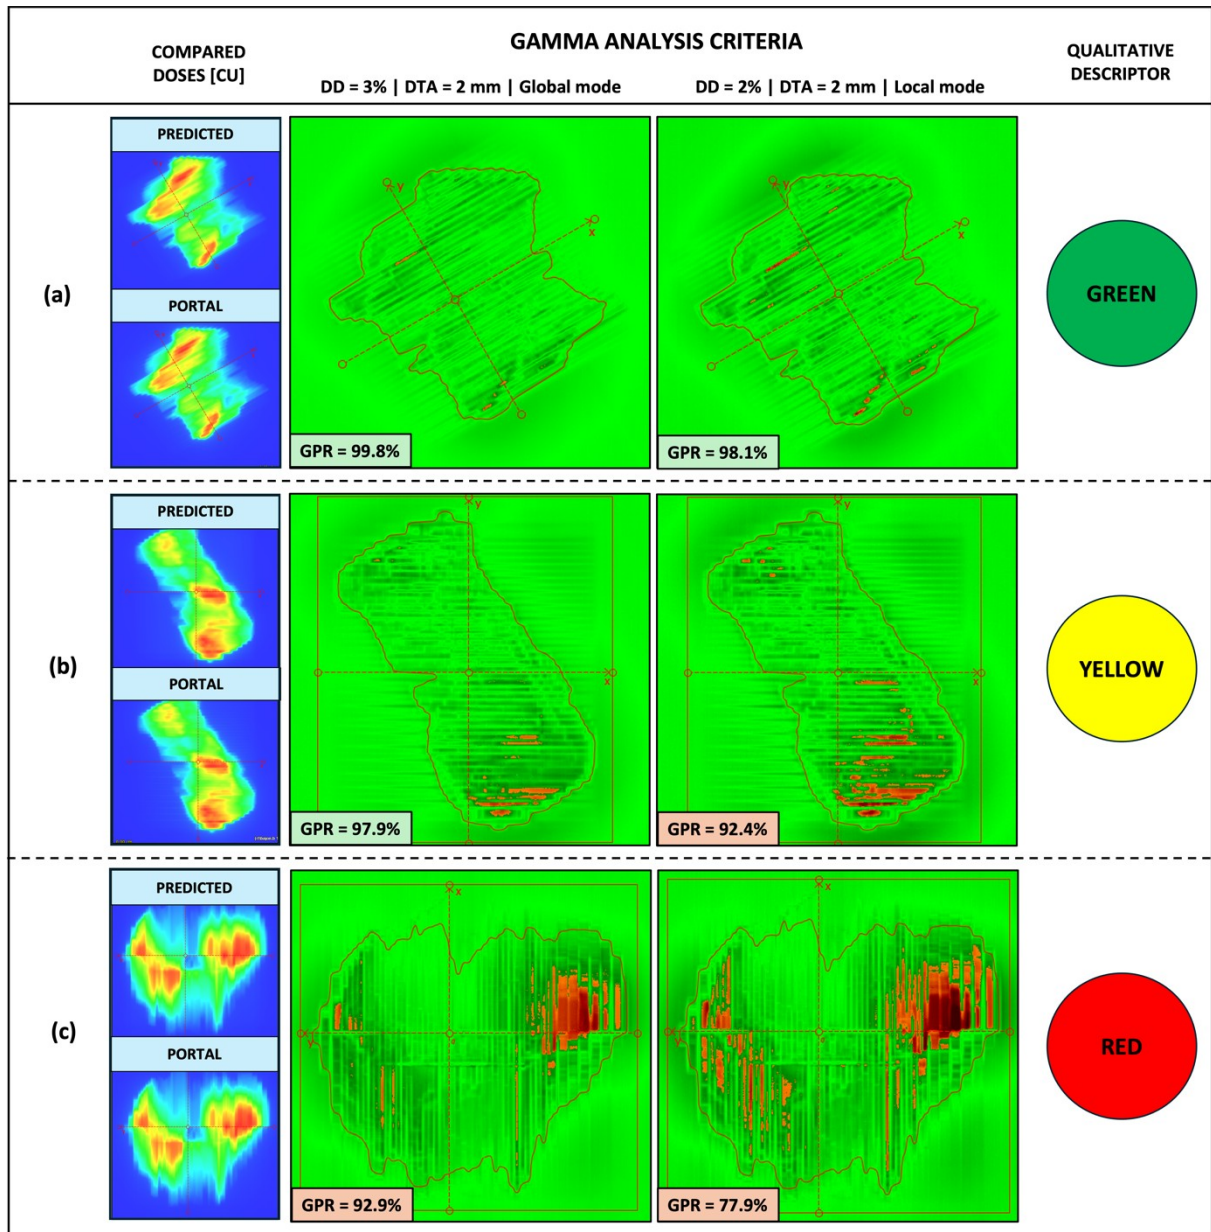 COMPARED
DOSES [CU]
GAMMA ANALYSIS CRITERIA
DD = 3% | DTA = 2 mm | Global mode
DD = 2% | DTA = 2 mm | Local mode
QUALITATIVE
DESCRIPTOR
(a)
PREDICTED
PORTAL
y
x
GPR = 99.8%
y
x
GPR = 98.1%
GREEN
(b)
PREDICTED
PORTAL
y
x
GPR = 97.9%
y
x
GPR = 92.4%
YELLOW
(c)
PREDICTED
PORTAL
x
y
GPR = 92.9%
x
y
GPR = 77.9%
RED